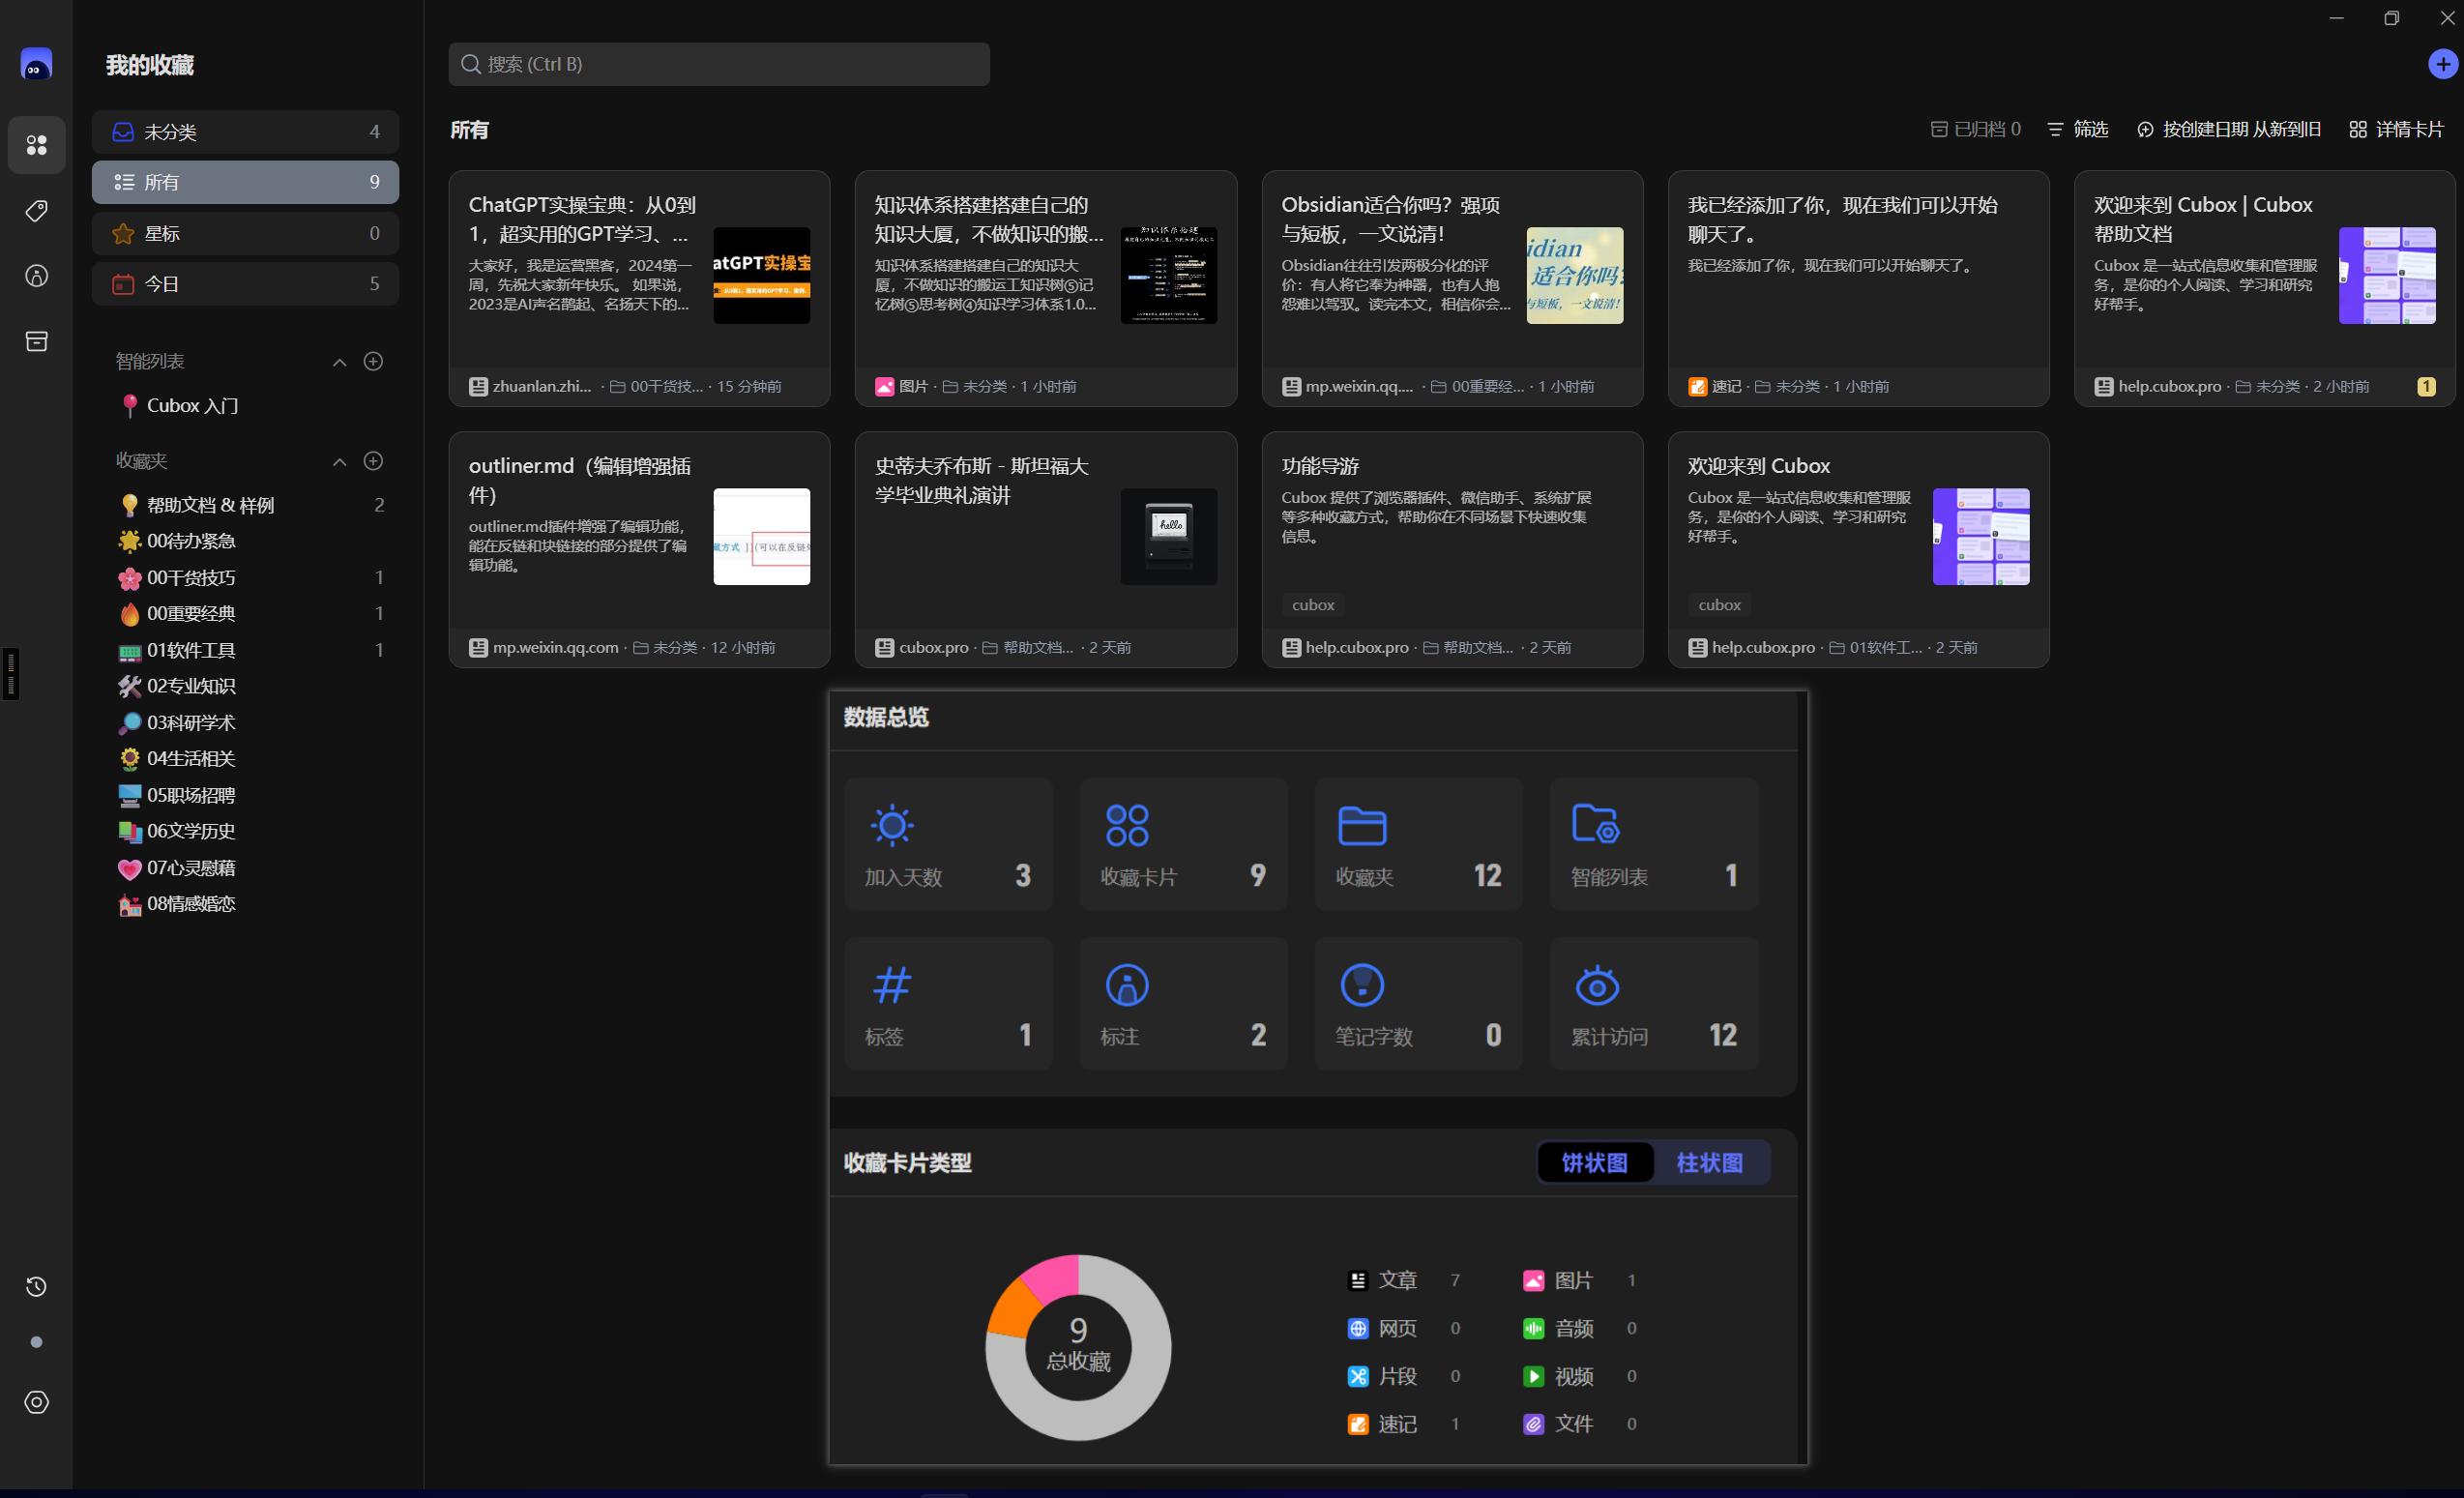 我的收藏
搜索 (Ctrl B)
未分类 4
所有 9
星标 0
今日 5
智能列表
Cubox 入门
收藏夹
帮助文档 & 样例 2
00待办紧急
00干货技巧 1
00重要经典 1
01软件工具 1
02专业知识
03科研学术
04生活相关
05职场招聘
06文学历史
07心灵慰藉
08情感婚恋
所有
已归档 0 筛选 按创建日期 从新到旧 详情卡片
ChatGPT实操宝典：从0到
1，超实用的GPT学习、...
大家好，我是运营黑客，2024第一
周，先祝大家新年快乐。 如果说，
2023是AI声名鹊起、名扬天下的...
atGPT实操宝
zhuanlan.zhi... · 00干货技... · 15 分钟前
知识体系搭建搭建自己的
知识大厦，不做知识的搬...
知识体系搭建搭建自己的知识大
厦，不做知识的搬运工知识树⑤记
忆树⑤思考树④知识学习体系1.0...
图片 · 未分类 · 1 小时前
Obsidian适合你吗？强项
与短板，一文说清！
Obsidian往往引发两极分化的评
价：有人将它奉为神器，也有人抱
怨难以驾驭。读完本文，相信你会...
idian
适合你吗?
与短板，一文说清!
mp.weixin.qq.... · 00重要经... · 1 小时前
我已经添加了你，现在我们可以开始
聊天了。
我已经添加了你，现在我们可以开始聊天了。
速记 · 未分类 · 1 小时前
欢迎来到 Cubox | Cubox
帮助文档
Cubox 是一站式信息收集和管理服
务，是你的个人阅读、学习和研究
好帮手。
help.cubox.pro · 未分类 · 2 小时前 1
outliner.md（编辑增强插
件）
outliner.md插件增强了编辑功能，
能在反链和块链接的部分提供了编
辑功能。
藏方式 ]](可以在反链
mp.weixin.qq.com · 未分类 · 12 小时前
史蒂夫乔布斯 - 斯坦福大
学毕业典礼演讲
hello
cubox.pro · 帮助文档... · 2 天前
功能导游
Cubox 提供了浏览器插件、微信助手、系统扩展
等多种收藏方式，帮助你在不同场景下快速收集
信息。
cubox
help.cubox.pro · 帮助文档... · 2 天前
欢迎来到 Cubox
Cubox 是一站式信息收集和管理服
务，是你的个人阅读、学习和研究
好帮手。
cubox
help.cubox.pro · 01软件工... · 2 天前
数据总览
加入天数 3
收藏卡片 9
收藏夹 12
智能列表 1
标签 1
标注 2
笔记字数 0
累计访问 12
收藏卡片类型
饼状图 柱状图
9
总收藏
文章 7 图片 1
网页 0 音频 0
片段 0 视频 0
速记 1 文件 0